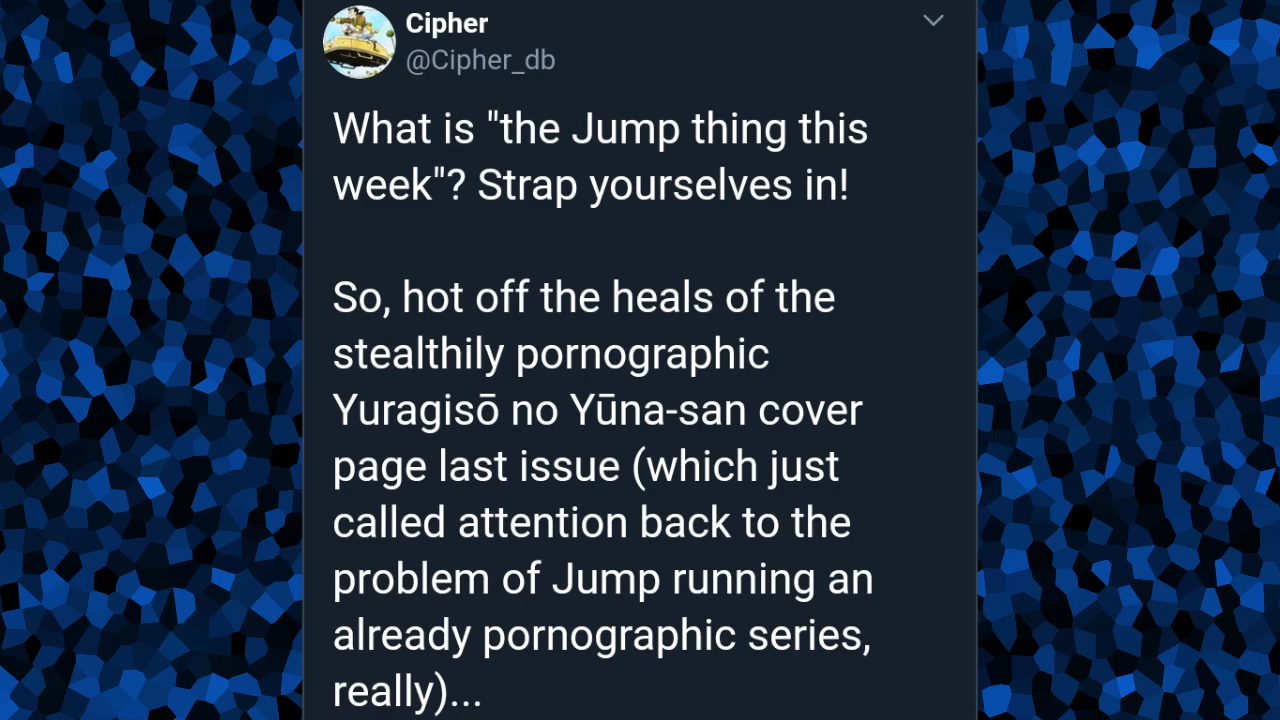 Cipher
@Cipher_db
What is "the Jump thing this
week"? Strap yourselves in!
So, hot off the heals of the
stealthily pornographic
Yuragisō no Yūna-san cover
page last issue (which just
called attention back to the
problem of Jump running an
already pornographic series,
really)...